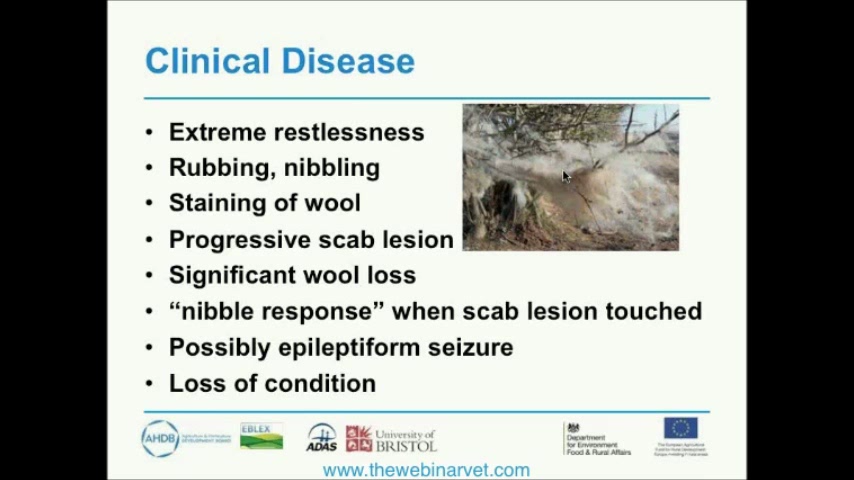 Clinical Disease
• Extreme restlessness
• Rubbing, nibbling
• Staining of wool
• Progressive scab lesion
• Significant wool loss
• “nibble response” when scab lesion touched
• Possibly epileptiform seizure
• Loss of condition
AHDB
EBLEX
ADAS
University of
BRISTOL
Department
for Environment
Food & Rural Affairs
www.thewebinarvet.com